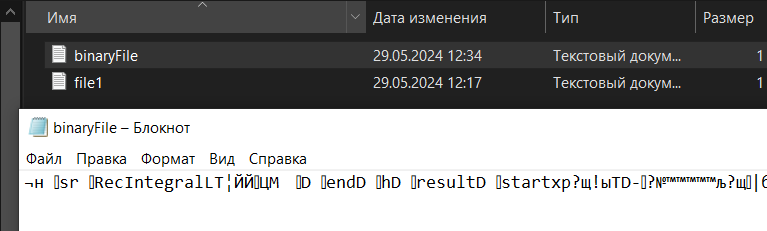 Имя Дата изменения Тип Размер
binaryFile 29.05.2024 12:34 Текстовый докум... 1
file1 29.05.2024 12:17 Текстовый докум... 1
binaryFile – Блокнот
Файл Правка Формат Вид Справка
¬н □sr □RecIntegralLT¦ЙЙ□ЦМ □D □endD □hD □resultD □startxp?щ!ыTD-□?№™™™™™™љ?щ□|б